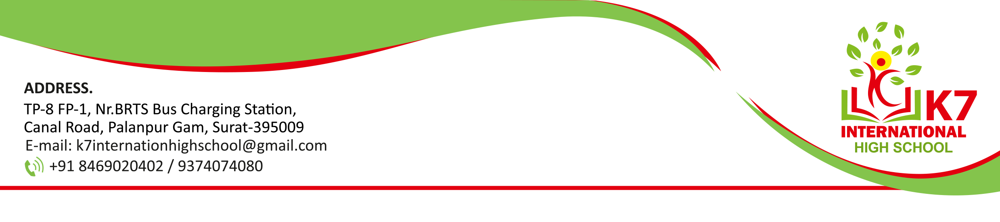 ADDRESS.
TP-8 FP-1, Nr.BRTS Bus Charging Station,
Canal Road, Palanpur Gam, Surat-395009
E-mail: k7internationhighschool@gmail.com
+91 8469020402 / 9374074080
K7
INTERNATIONAL
HIGH SCHOOL